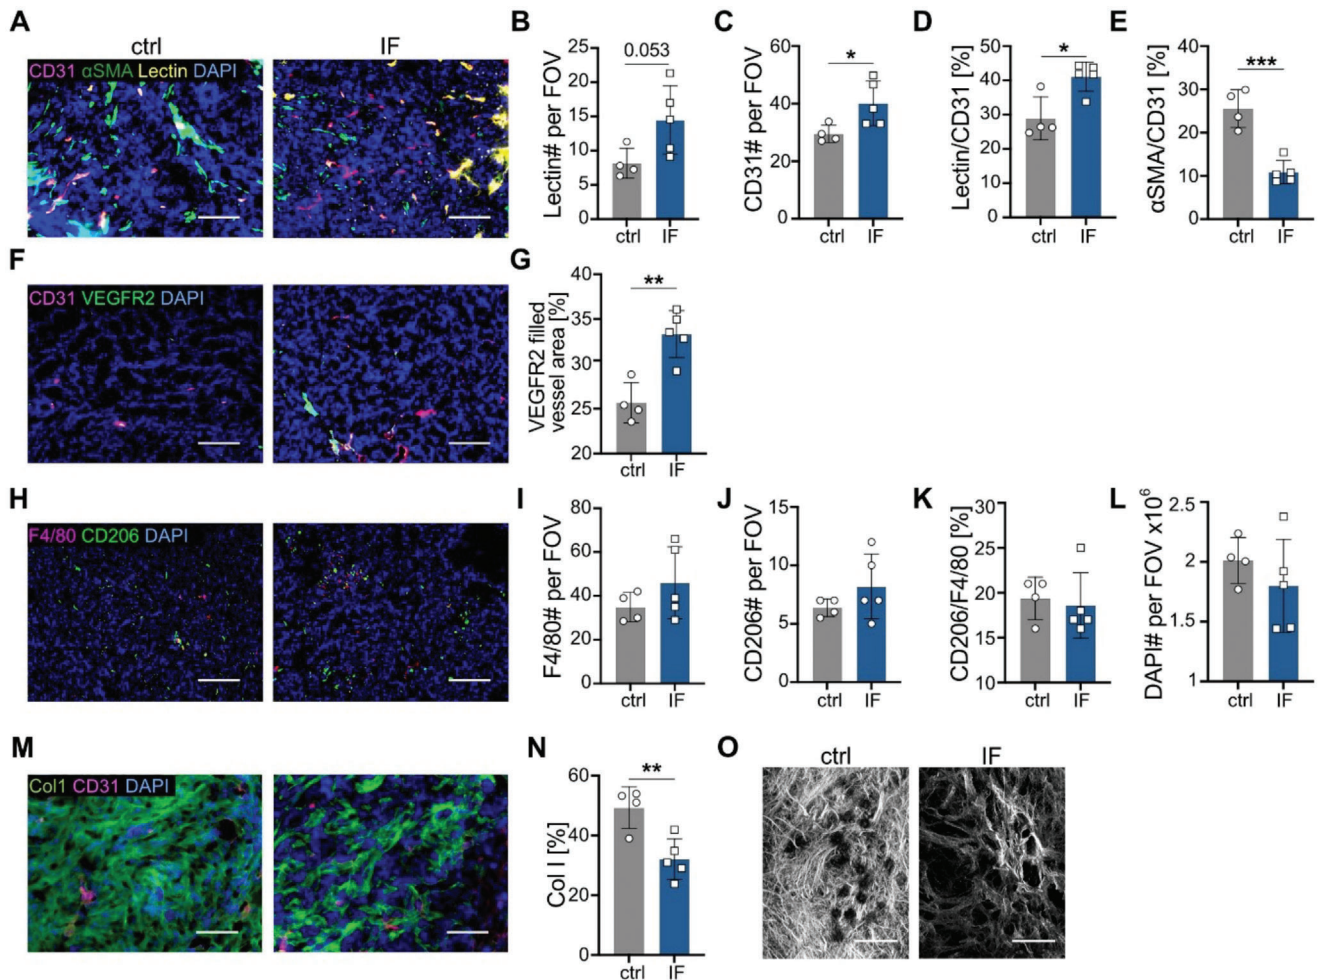 A
ctrl
IF
CD31 αSMA Lectin DAPI
B
Lectin# per FOV
25
20
15
10
5
0
0.053
ctrl
IF
C
CD31# per FOV
60
40
20
0
*
ctrl
IF
D
Lectin/CD31 [%]
50
40
30
20
10
0
*
ctrl
IF
E
αSMA/CD31 [%]
40
30
20
10
0
***
ctrl
IF
F
CD31 VEGFR2 DAPI
G
VEGFR2 filled
vessel area [%]
40
35
30
25
20
**
ctrl
IF
H
F4/80 CD206 DAPI
I
F4/80# per FOV
80
60
40
20
0
ctrl
IF
J
CD206# per FOV
15
10
5
0
ctrl
IF
K
CD206/F4/80 [%]
30
25
20
15
10
ctrl
IF
L
DAPI# per FOV x10⁶
2.5
2
1.5
1
ctrl
IF
M
Col1 CD31 DAPI
N
Col I [%]
60
40
20
0
**
ctrl
IF
O
ctrl
IF